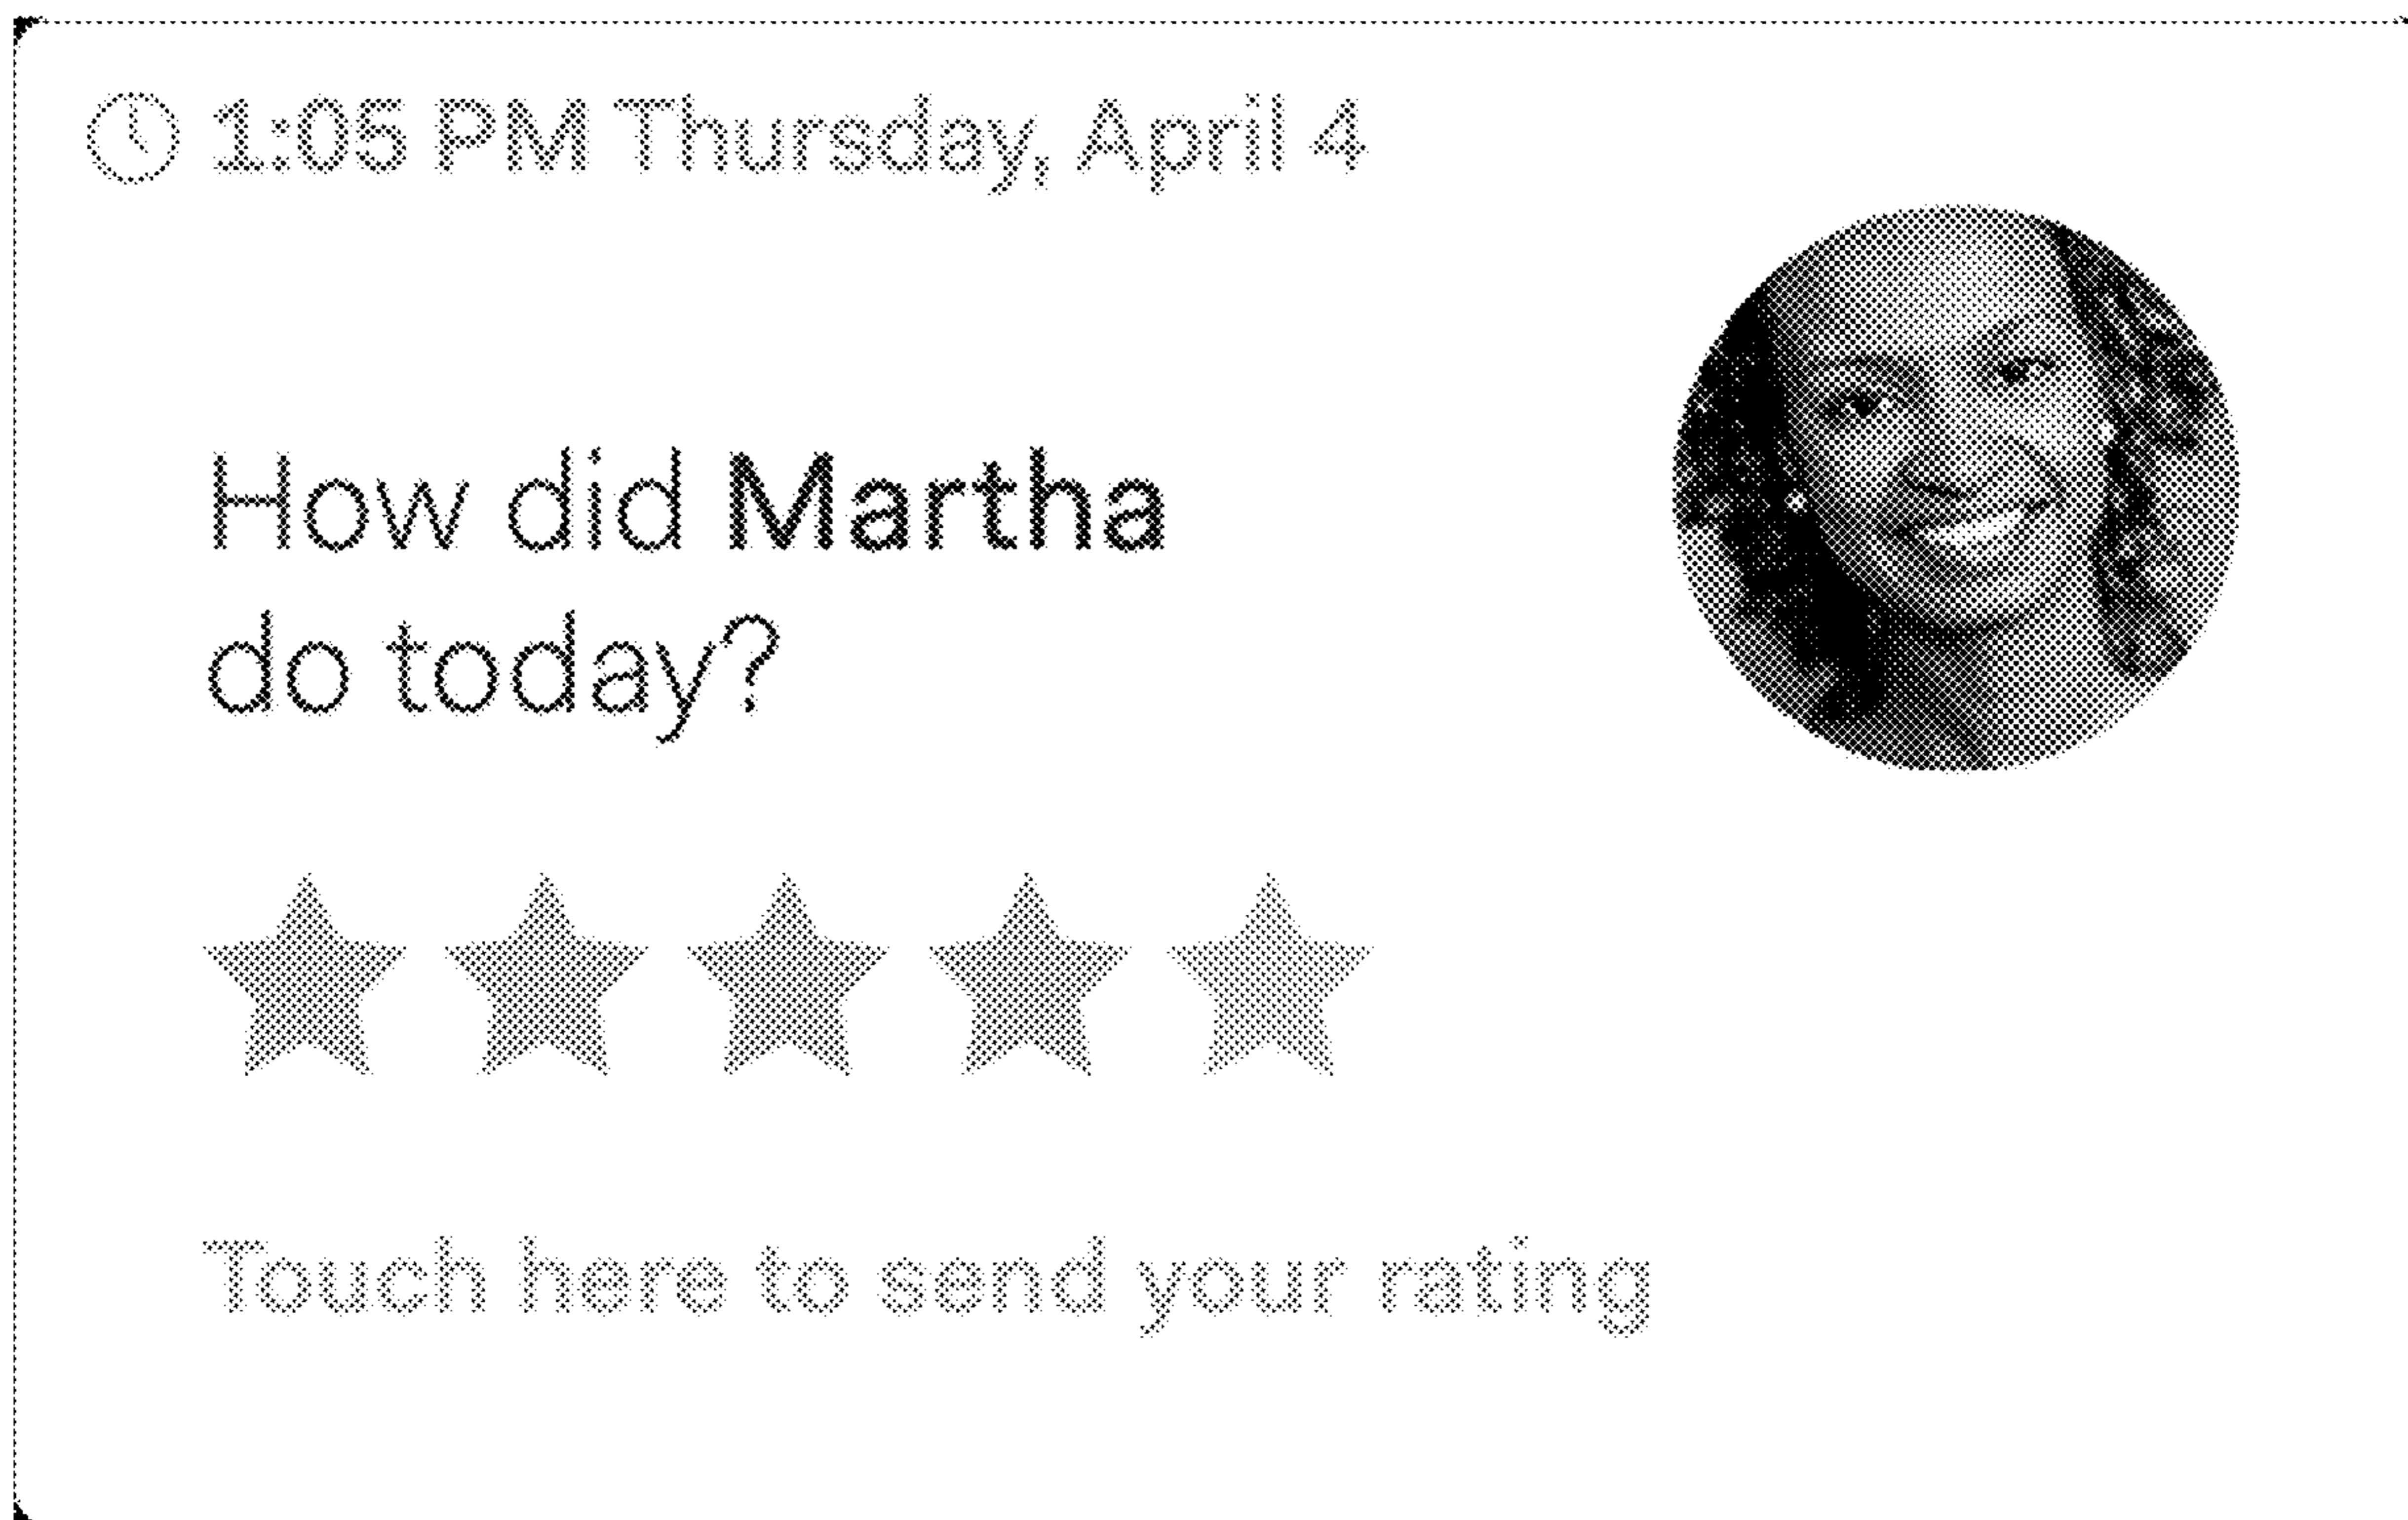 1:05 PM Thursday, April 4
How did Martha
do today?
Touch here to send your rating